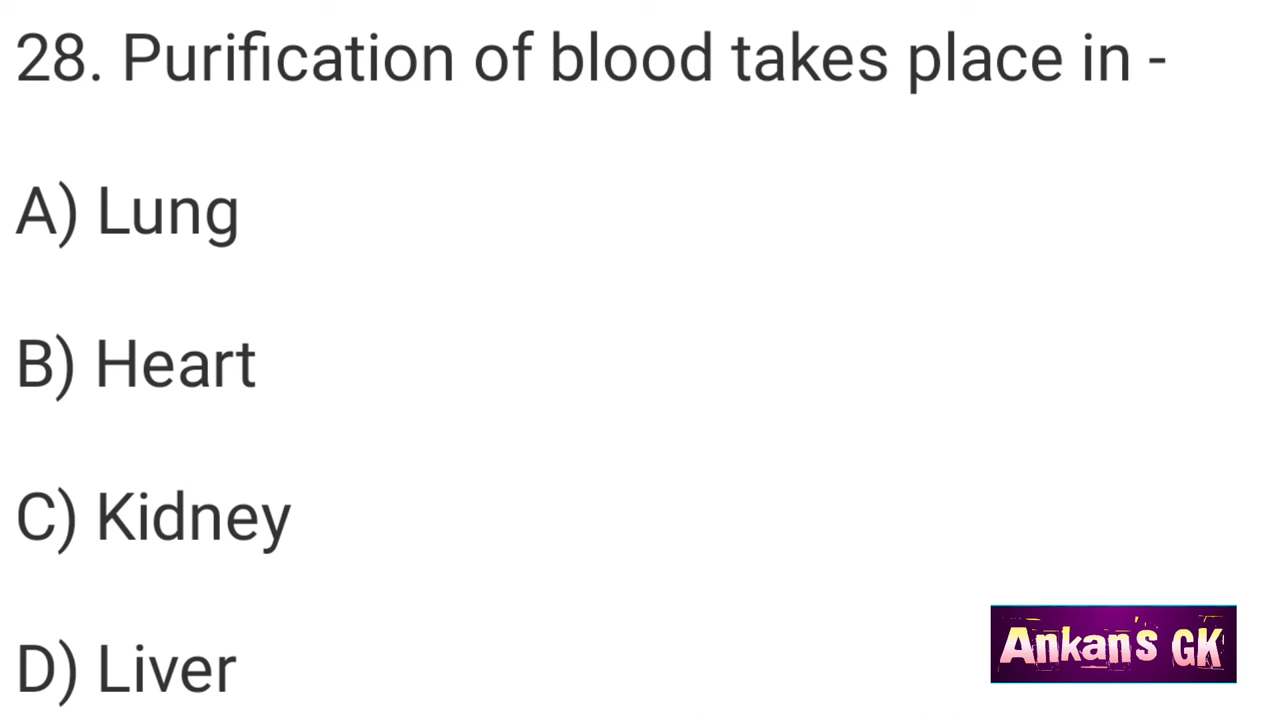 28. Purification of blood takes place in -
A) Lung
B) Heart
C) Kidney
D) Liver
Ankan's GK